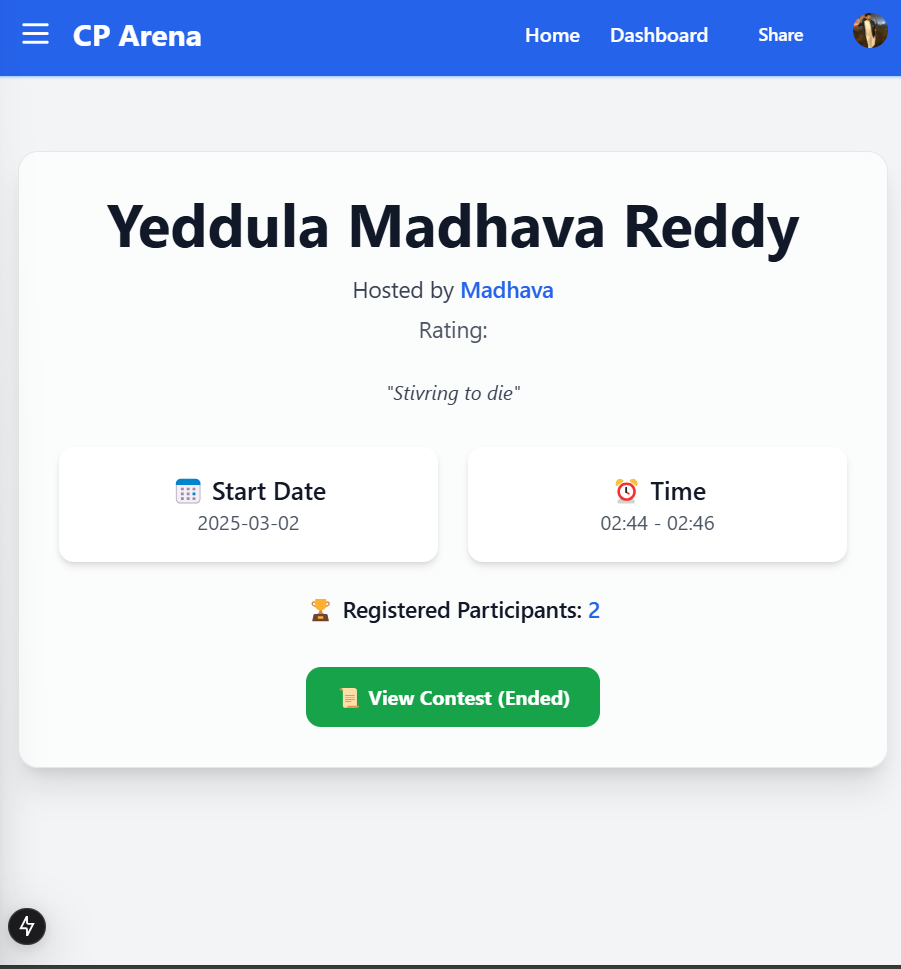 CP Arena Home Dashboard Share
Yeddula Madhava Reddy
Hosted by Madhava
Rating:
"Stivring to die"
Start Date
2025-03-02
Time
02:44 - 02:46
Registered Participants: 2
View Contest (Ended)